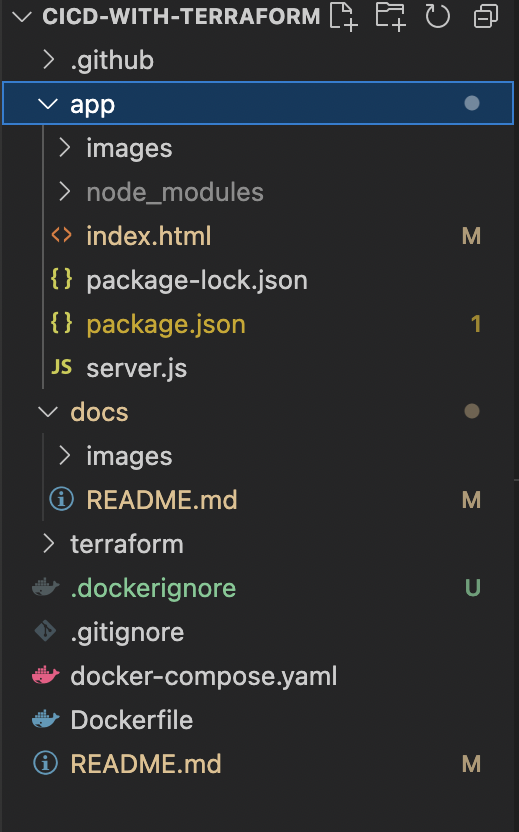 CICD-WITH-TERRAFORM
.github
app
images
node_modules
index.html M
package-lock.json
package.json 1
JS server.js
docs
images
README.md M
terraform
.dockerignore U
.gitignore
docker-compose.yaml
Dockerfile
README.md M